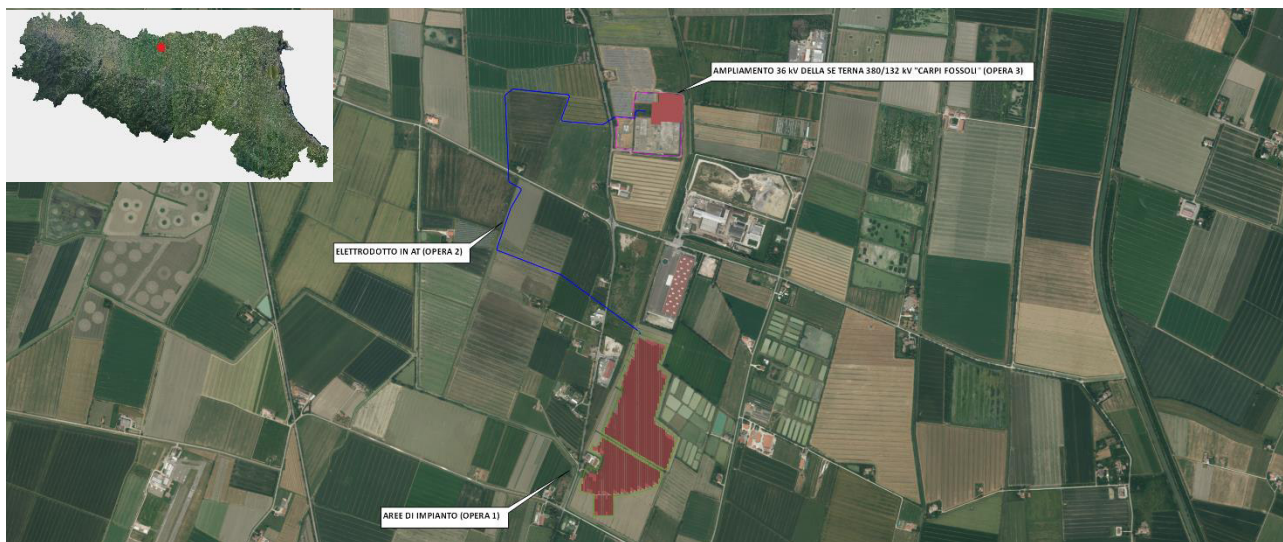 AMPLIAMENTO 36 kV DELLA SE TERNA 380/132 kV "CARPI FOSSOLI" (OPERA 3)
ELETTRODOTTO IN AT (OPERA 2)
AREE DI IMPIANTO (OPERA 1)